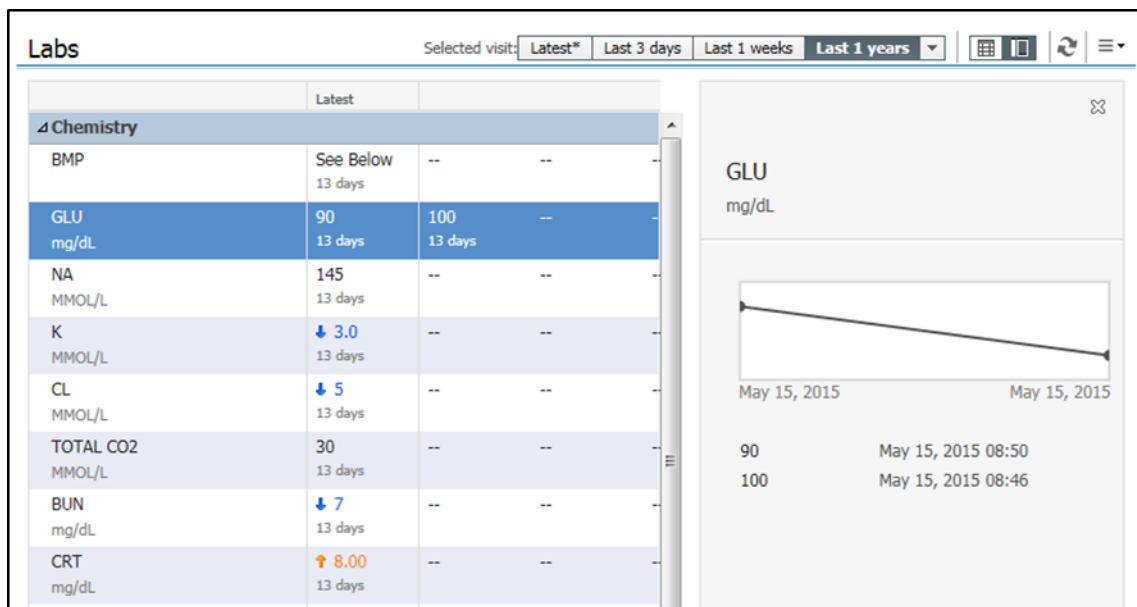 Labs
Selected visit: Latest* Last 3 days Last 1 weeks Last 1 years
Latest
Chemistry
BMP See Below -- -- --
13 days
GLU 90 100 -- --
mg/dL 13 days 13 days
NA 145 -- -- --
MMOL/L 13 days
K 3.0 -- -- --
MMOL/L 13 days
CL 5 -- -- --
MMOL/L 13 days
TOTAL CO2 30 -- -- --
MMOL/L 13 days
BUN 7 -- -- --
mg/dL 13 days
CRT 8.00 -- -- --
mg/dL 13 days
GLU
mg/dL
May 15, 2015 May 15, 2015
90 May 15, 2015 08:50
100 May 15, 2015 08:46